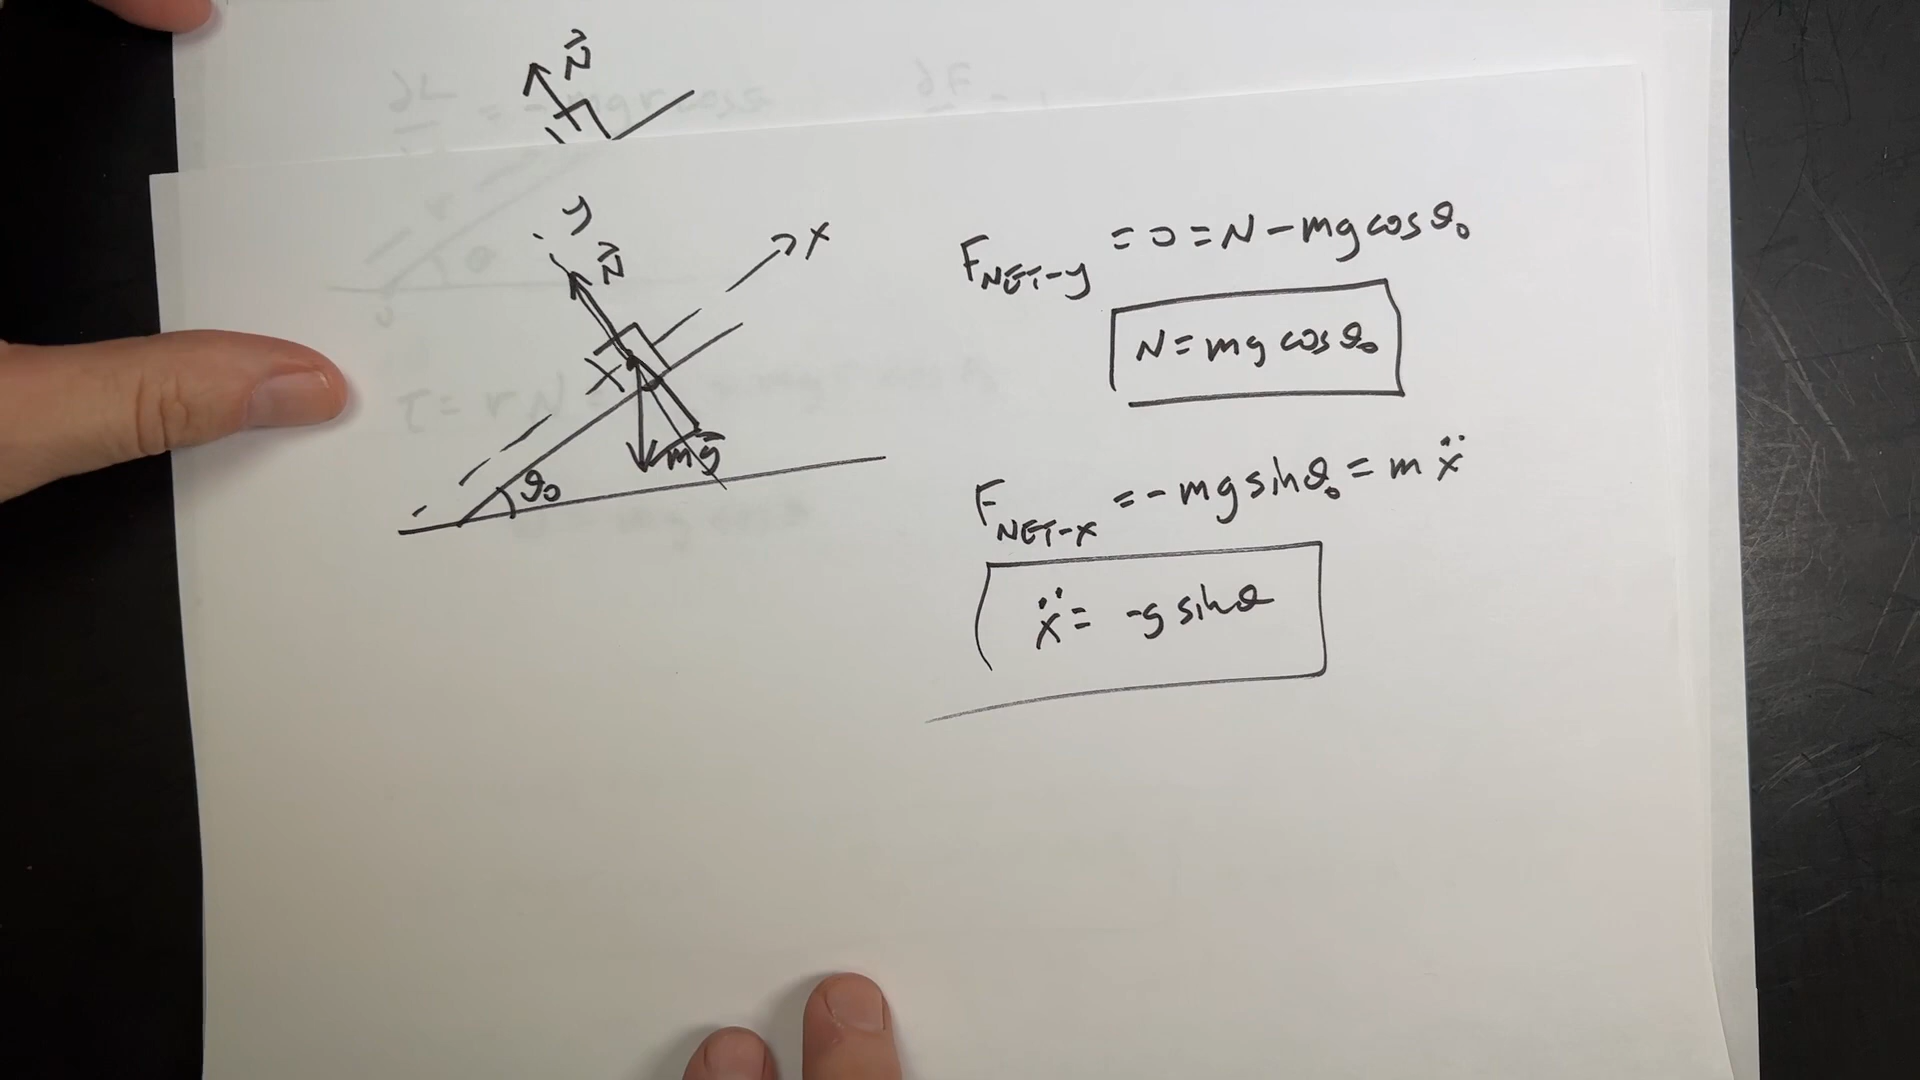 N⃗
y
N⃗
x
mg⃗
θ₀
F_NET-y = 0 = N - mg cos θ₀
N = mg cos θ₀
F_NET-x = - mg sin θ₀ = m ẍ
ẍ = -g sin θ